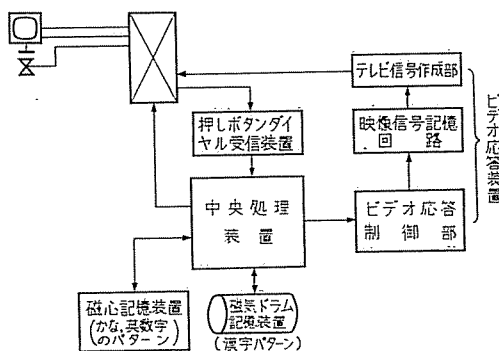 テレビ信号作成部
押しボタンダイ
ヤル受信装置
映像信号記憶
回路
ビデオ応答装置
中央処理
装置
ビデオ応答
制御部
磁心記憶装置
(かな,英数字
のパターン)
磁気ドラム
記憶装置
(漢字パターン)